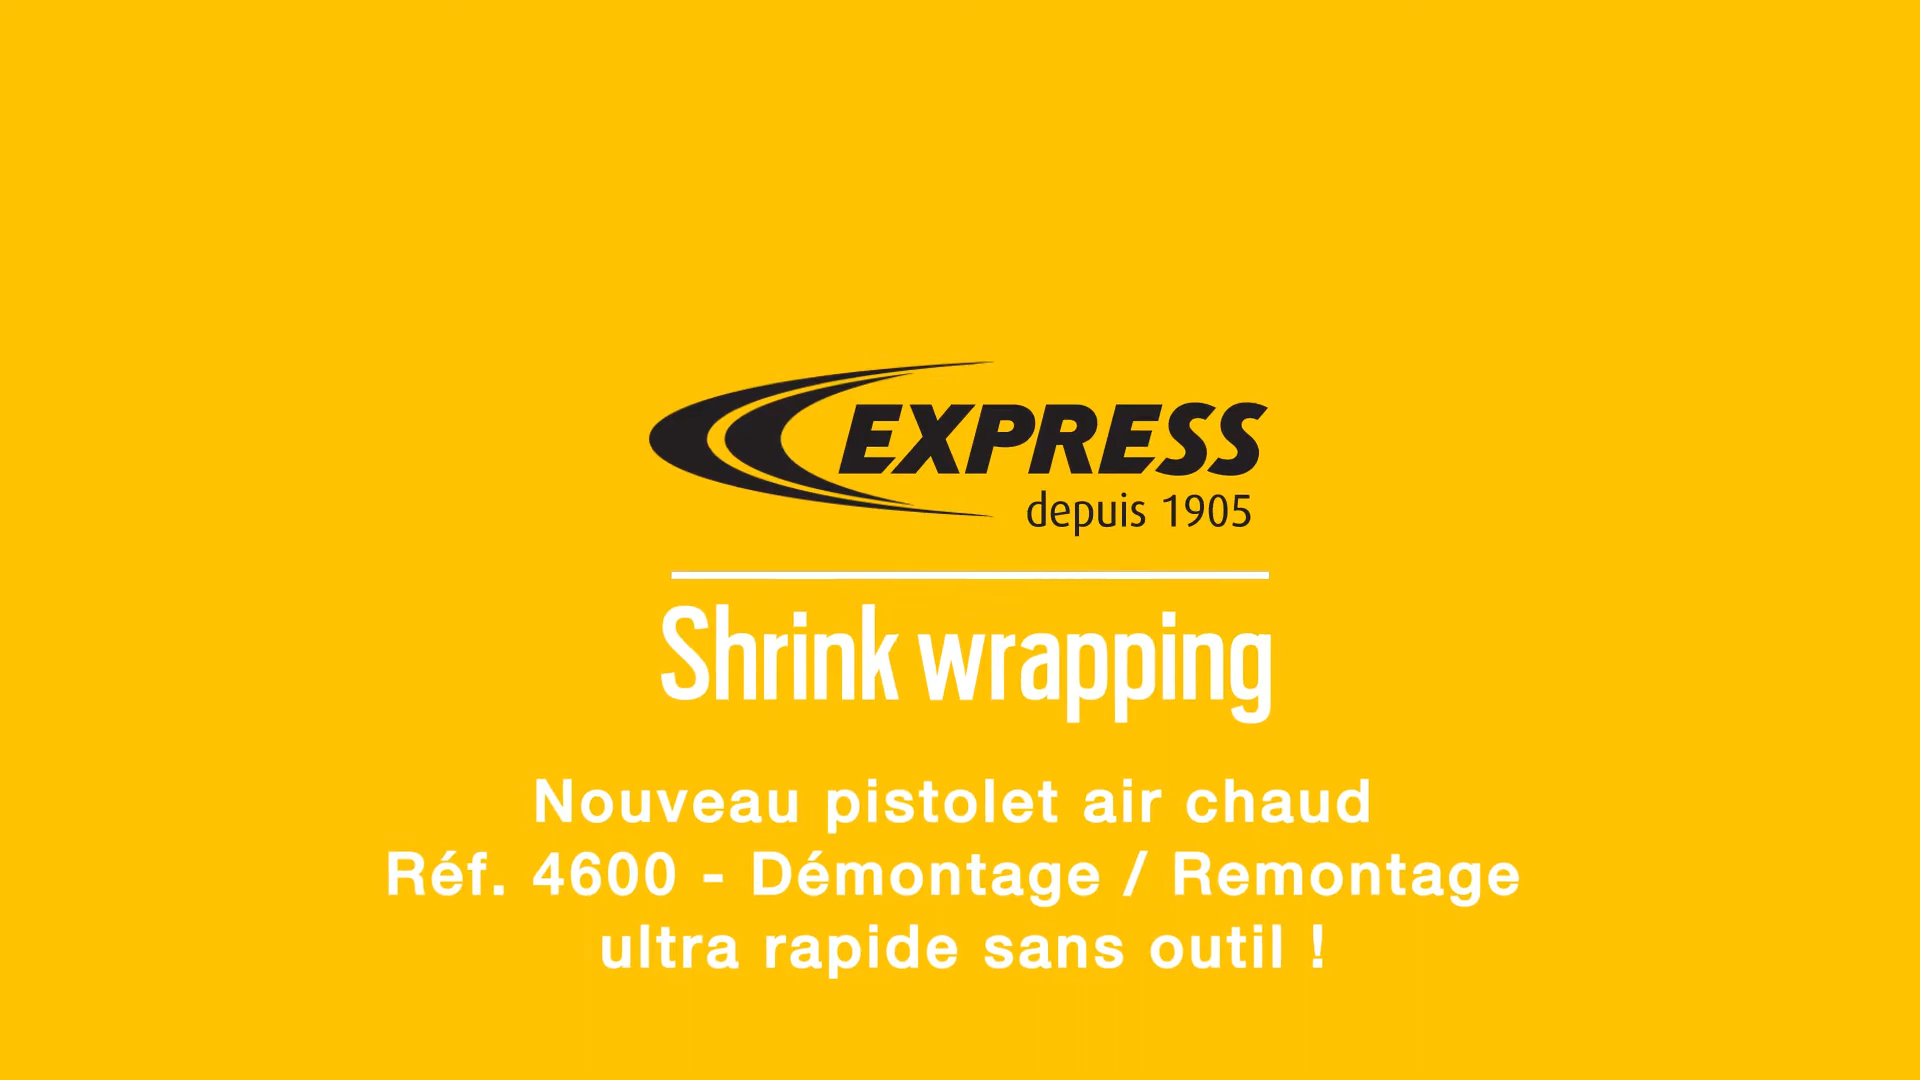 EXPRESS
depuis 1905
Shrink wrapping
Nouveau pistolet air chaud
Réf. 4600 - Démontage / Remontage
ultra rapide sans outil !